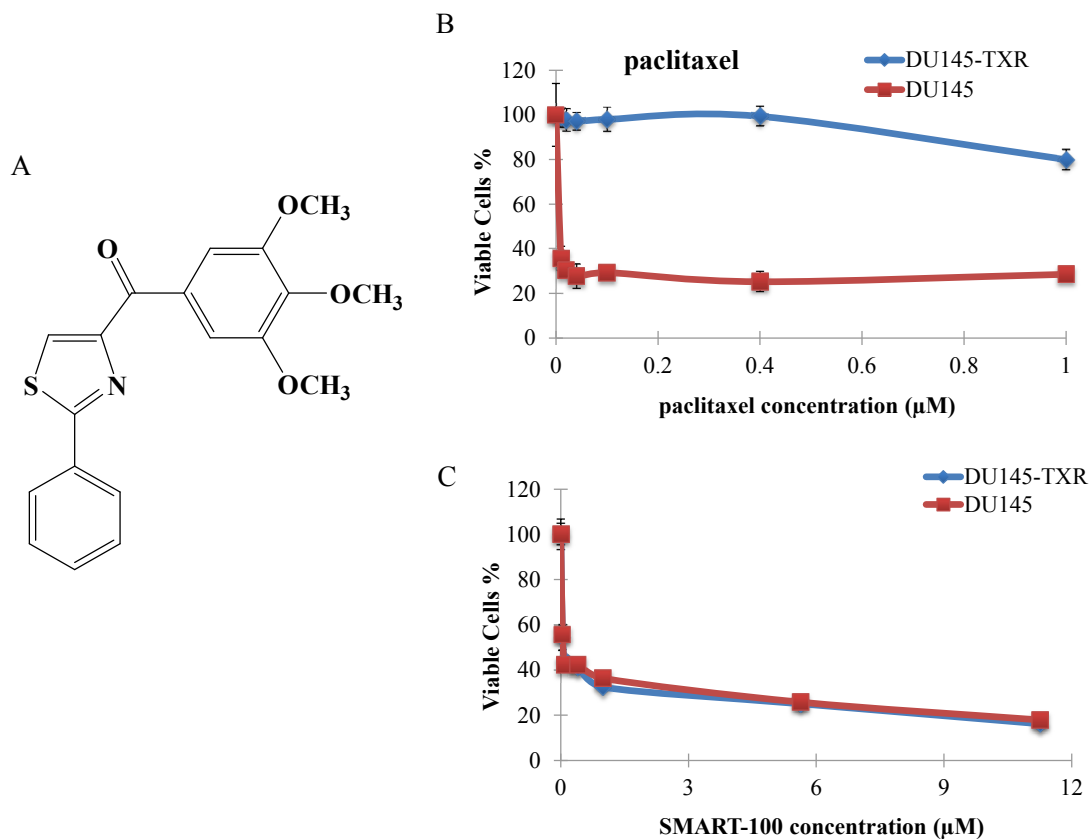 A
O
OCH3
OCH3
OCH3
S
N
B
paclitaxel
DU145-TXR
DU145
Viable Cells %
120
100
80
60
40
20
0
0 0.2 0.4 0.6 0.8 1
paclitaxel concentration (µM)
C
DU145-TXR
DU145
Viable Cells %
120
100
80
60
40
20
0
0 3 6 9 12
SMART-100 concentration (µM)